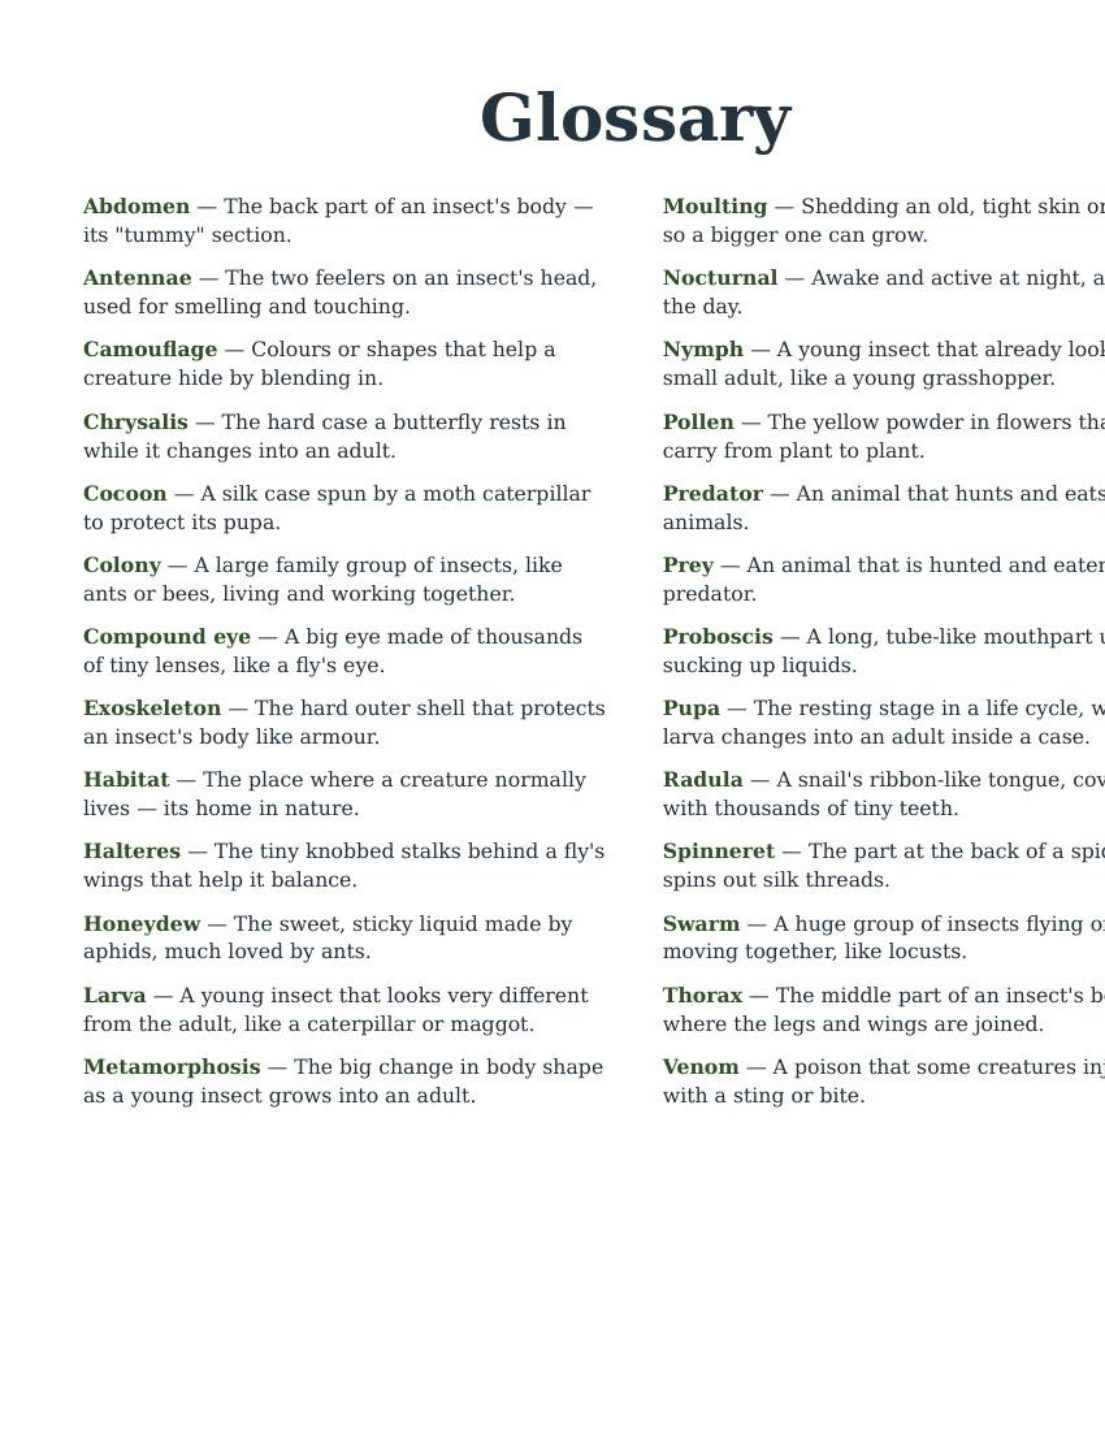 Glossary
Abdomen — The back part of an insect's body —
its "tummy" section.
Antennae — The two feelers on an insect's head,
used for smelling and touching.
Camouflage — Colours or shapes that help a
creature hide by blending in.
Chrysalis — The hard case a butterfly rests in
while it changes into an adult.
Cocoon — A silk case spun by a moth caterpillar
to protect its pupa.
Colony — A large family group of insects, like
ants or bees, living and working together.
Compound eye — A big eye made of thousands
of tiny lenses, like a fly's eye.
Exoskeleton — The hard outer shell that protects
an insect's body like armour.
Habitat — The place where a creature normally
lives — its home in nature.
Halteres — The tiny knobbed stalks behind a fly's
wings that help it balance.
Honeydew — The sweet, sticky liquid made by
aphids, much loved by ants.
Larva — A young insect that looks very different
from the adult, like a caterpillar or maggot.
Metamorphosis — The big change in body shape
as a young insect grows into an adult.
Moulting — Shedding an old, tight skin or
so a bigger one can grow.
Nocturnal — Awake and active at night,
the day.
Nymph — A young insect that already
small adult, like a young grasshopper.
Pollen — The yellow powder in flowers
carry from plant to plant.
Predator — An animal that hunts and eats
animals.
Prey — An animal that is hunted and
predator.
Proboscis — A long, tube-like mouthpart
sucking up liquids.
Pupa — The resting stage in a life cycle,
larva changes into an adult inside a case.
Radula — A snail's ribbon-like tongue,
with thousands of tiny teeth.
Spinneret — The part at the back of a
spins out silk threads.
Swarm — A huge group of insects flying
moving together, like locusts.
Thorax — The middle part of an insect's
where the legs and wings are joined.
Venom — A poison that some creatures
with a sting or bite.